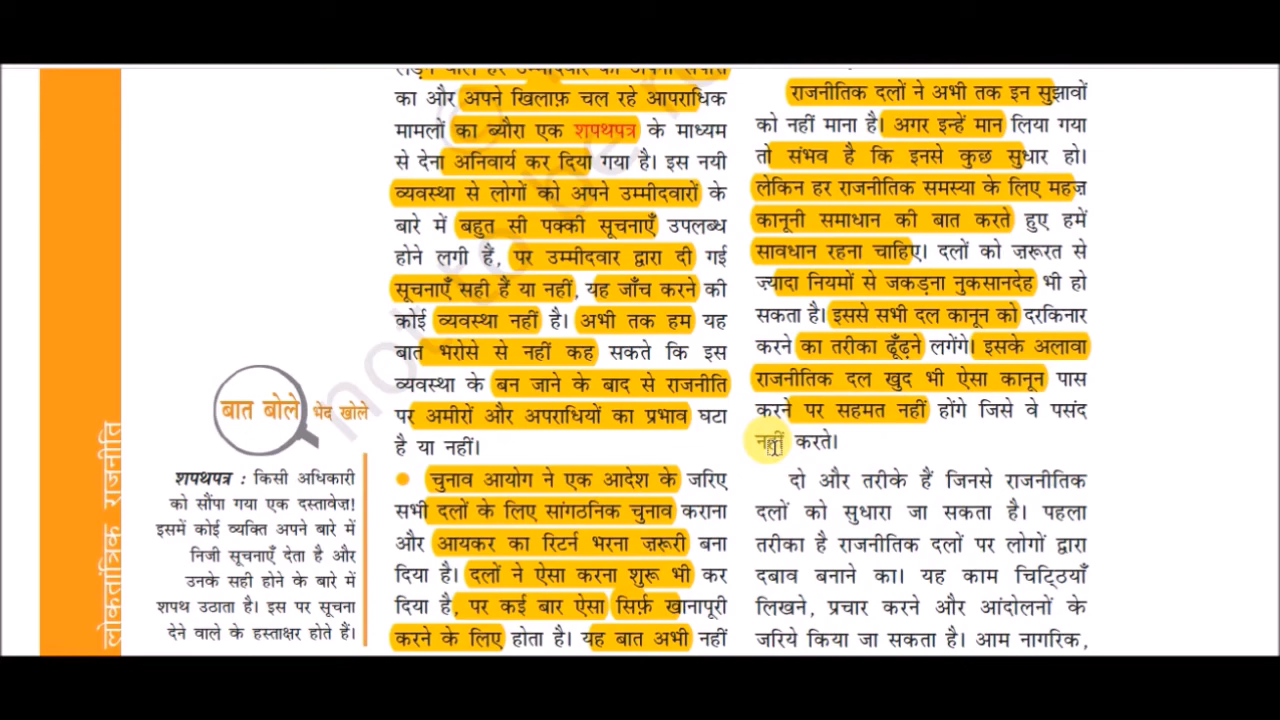 का और अपने खिलाफ़ चल रहे आपराधिक
मामलों का ब्यौरा एक शपथपत्र के माध्यम
से देना अनिवार्य कर दिया गया है। इस नयी
व्यवस्था से लोगों को अपने उम्मीदवारों के
बारे में बहुत सी पक्की सूचनाएँ उपलब्ध
होने लगी हैं, पर उम्मीदवार द्वारा दी गई
सूचनाएँ सही हैं या नहीं, यह जाँच करने की
कोई व्यवस्था नहीं है। अभी तक हम यह
बात भरोसे से नहीं कह सकते कि इस
व्यवस्था के बन जाने के बाद से राजनीति
पर अमीरों और अपराधियों का प्रभाव घटा
है या नहीं।
• चुनाव आयोग ने एक आदेश के जरिए
सभी दलों के लिए सांगठनिक चुनाव कराना
और आयकर का रिटर्न भरना ज़रूरी बना
दिया है। दलों ने ऐसा करना शुरू भी कर
दिया है, पर कई बार ऐसा सिर्फ़ खानापूरी
करने के लिए होता है। यह बात अभी नहीं
राजनीतिक दलों ने अभी तक इन सुझावों
को नहीं माना है। अगर इन्हें मान लिया गया
तो संभव है कि इनसे कुछ सुधार हो।
लेकिन हर राजनीतिक समस्या के लिए महज़
कानूनी समाधान की बात करते हुए हमें
सावधान रहना चाहिए। दलों को ज़रूरत से
ज़्यादा नियमों से जकड़ना नुकसानदेह भी हो
सकता है। इससे सभी दल कानून को दरकिनार
करने का तरीका ढूँढ़ने लगेंगे। इसके अलावा
राजनीतिक दल खुद भी ऐसा कानून पास
करने पर सहमत नहीं होंगे जिसे वे पसंद
नहीं करते।
दो और तरीके हैं जिनसे राजनीतिक
दलों को सुधारा जा सकता है। पहला
तरीका है राजनीतिक दलों पर लोगों द्वारा
दबाव बनाने का। यह काम चिट्ठियाँ
लिखने, प्रचार करने और आंदोलनों के
जरिये किया जा सकता है। आम नागरिक,
बात बोले भेद खोले
शपथपत्र : किसी अधिकारी
को सौंपा गया एक दस्तावेज़!
इसमें कोई व्यक्ति अपने बारे में
निजी सूचनाएँ देता है और
उनके सही होने के बारे में
शपथ उठाता है। इस पर सूचना
देने वाले के हस्ताक्षर होते हैं।
लोकतांत्रिक राजनीति